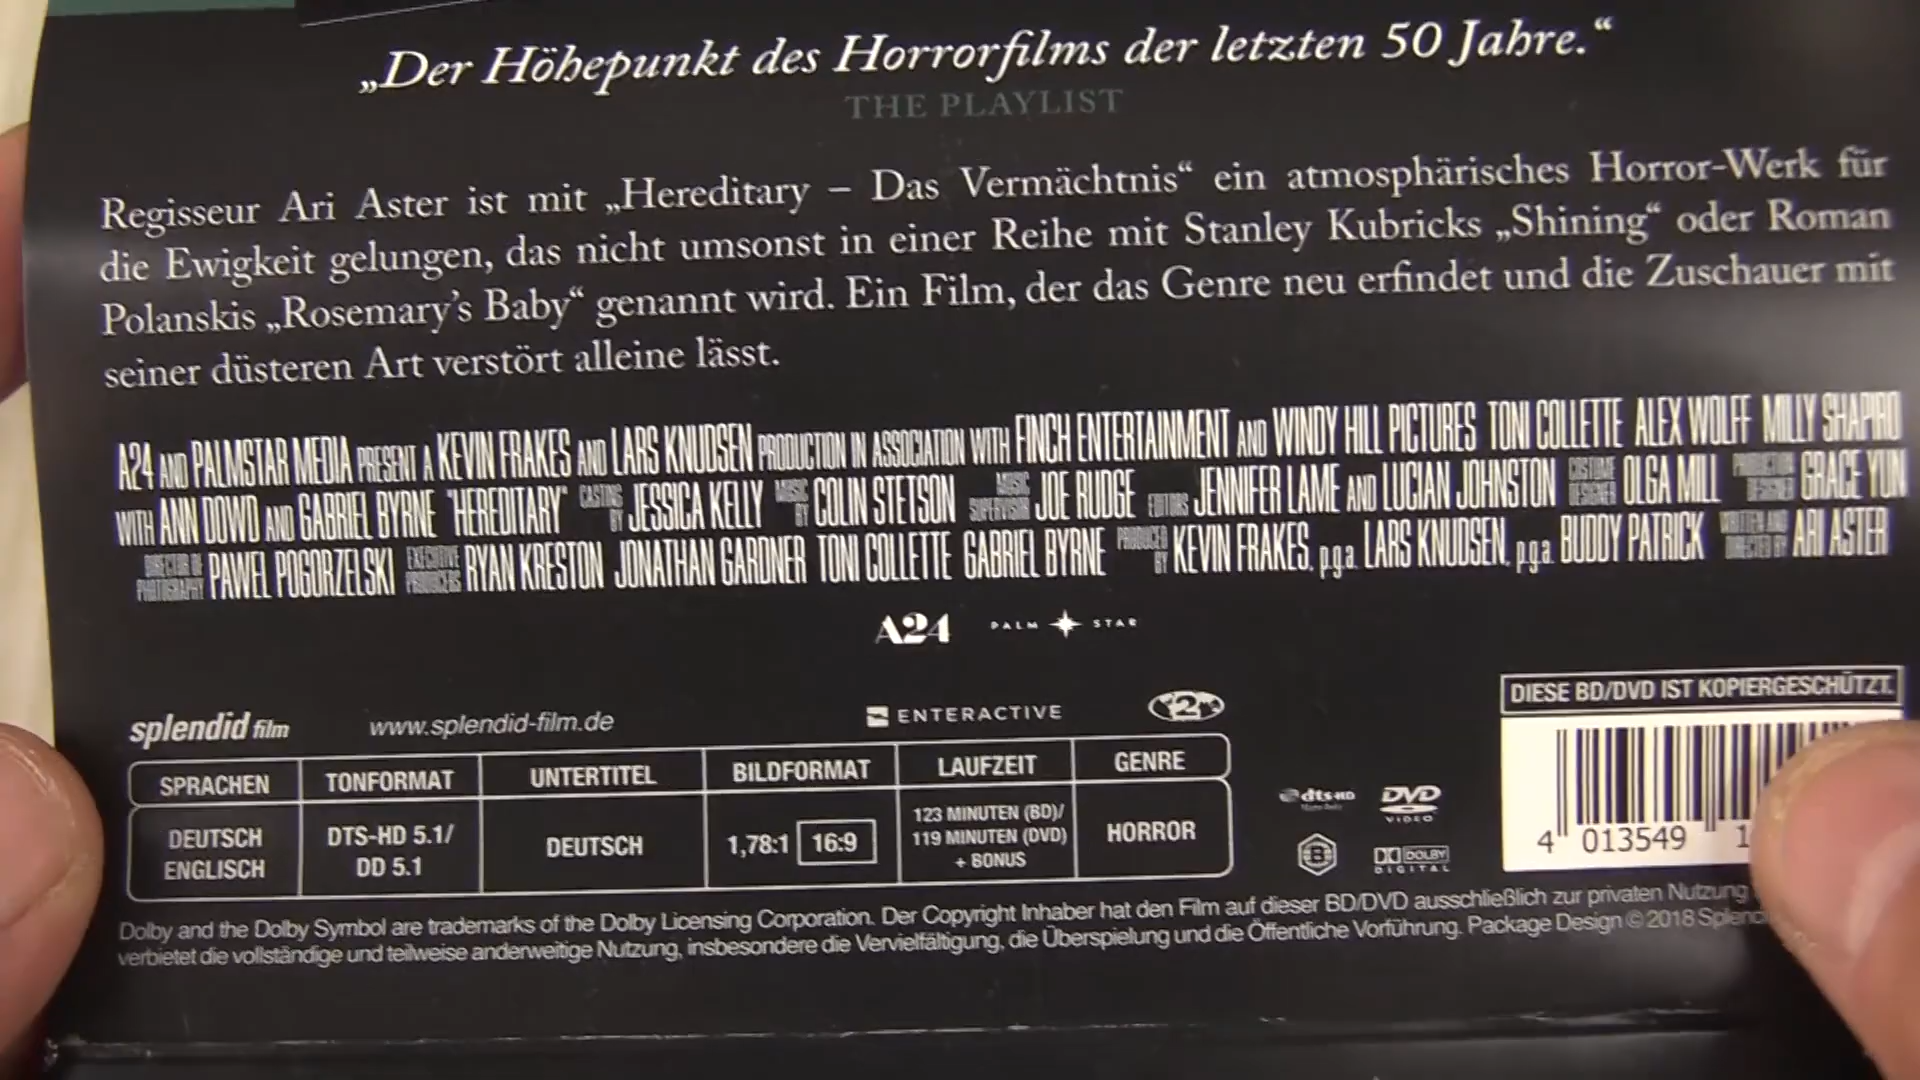 „Der Höhepunkt des Horrorfilms der letzten 50 Jahre.“
THE PLAYLIST
Regisseur Ari Aster ist mit „Hereditary – Das Vermächtnis“ ein atmosphärisches Horror-Werk für
die Ewigkeit gelungen, das nicht umsonst in einer Reihe mit Stanley Kubricks „Shining“ oder Roman
Polanskis „Rosemary’s Baby“ genannt wird. Ein Film, der das Genre neu erfindet und die Zuschauer mit
seiner düsteren Art verstört alleine lässt.
A24 AND PALMSTAR MEDIA PRESENT A KEVIN FRAKES AND LARS KNUDSEN PRODUCTION IN ASSOCIATION WITH FINCH ENTERTAINMENT AND WINDY HILL PICTURES TONI COLLETTE ALEX WOLFF MILLY SHAPIRO
WITH ANN DOWD AND GABRIEL BYRNE "HEREDITARY" CASTING BY JESSICA KELLY MUSIC BY COLIN STETSON MUSIC SUPERVISOR JOE RUDGE EDITORS JENNIFER LAME AND LUCIAN JOHNSTON COSTUME DESIGNER OLGA MILL PRODUCTION DESIGNER GRACE YUN
DIRECTOR OF PHOTOGRAPHY PAWEL POGORZELSKI EXECUTIVE PRODUCERS RYAN KRESTON JONATHAN GARDNER TONI COLLETTE GABRIEL BYRNE PRODUCED BY KEVIN FRAKES, p.g.a. LARS KNUDSEN, p.g.a. BUDDY PATRICK WRITTEN AND DIRECTED BY ARI ASTER
A24 PALM STAR
splendid film www.splendid-film.de ENTERACTIVE 2
DIESE BD/DVD IST KOPIERGESCHÜTZT.
SPRACHEN TONFORMAT UNTERTITEL BILDFORMAT LAUFZEIT GENRE
DEUTSCH ENGLISCH
DTS-HD 5.1/ DD 5.1
DEUTSCH
1,78:1 16:9
123 MINUTEN (BD)/
119 MINUTEN (DVD)
+ BONUS
HORROR
dts-HD DVD VIDEO
B DOLBY DIGITAL
4 013549 1
Dolby and the Dolby Symbol are trademarks of the Dolby Licensing Corporation. Der Copyright Inhaber hat den Film auf dieser BD/DVD ausschließlich zur privaten Nutzung
verbietet die vollständige und teilweise anderweitige Nutzung, insbesondere die Vervielfältigung, die Überspielung und die Öffentliche Vorführung. Package Design © 2018